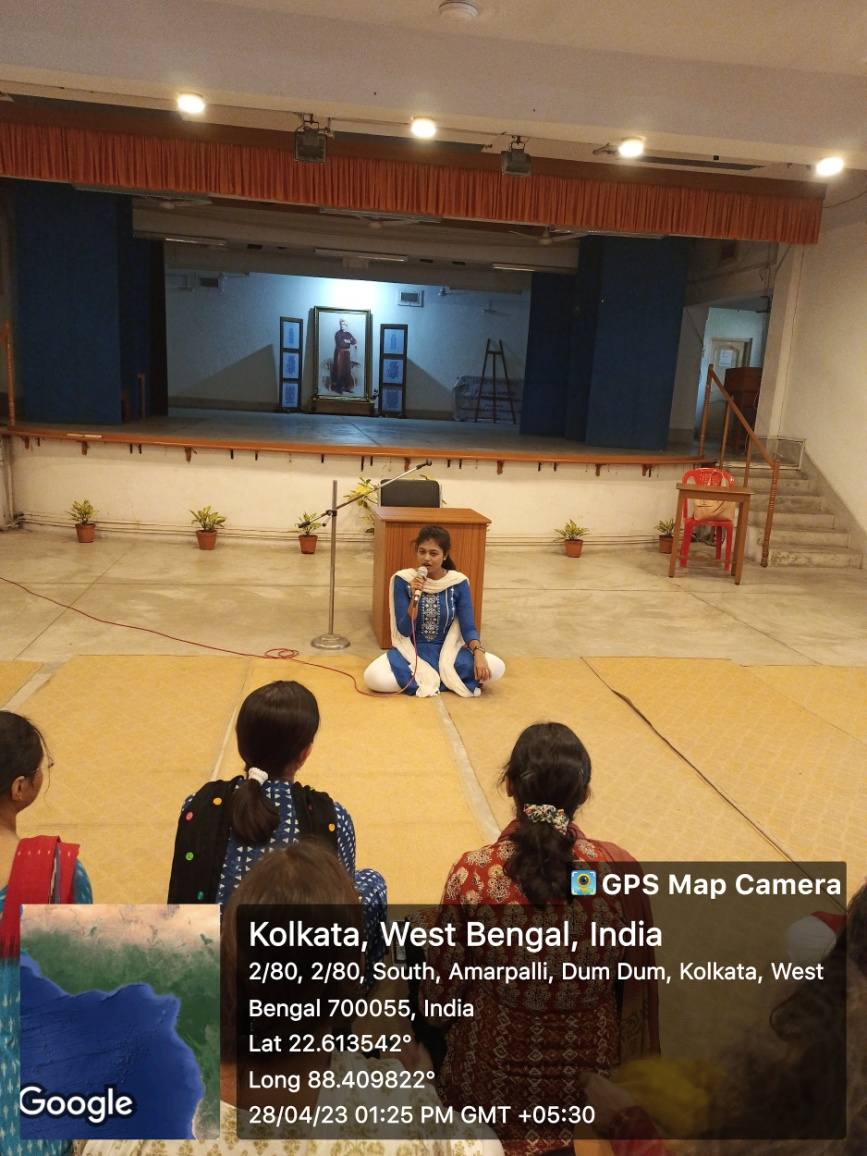 GPS Map Camera
Kolkata, West Bengal, India
2/80, 2/80, South, Amarpalli, Dum Dum, Kolkata, West
Bengal 700055, India
Lat 22.613542°
Long 88.409822°
28/04/23 01:25 PM GMT +05:30
Google